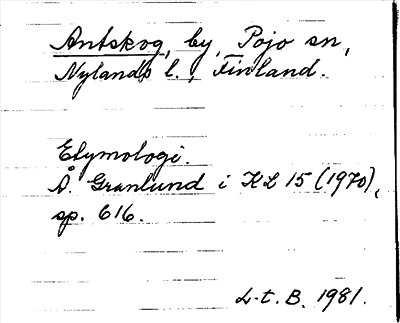 Antskog, by, Pojo sn,
Nylands l., Finland.
Etymologi.
Å. Granlund i KL 15 (1970),
sp. 616.
L-t. B. 1981.